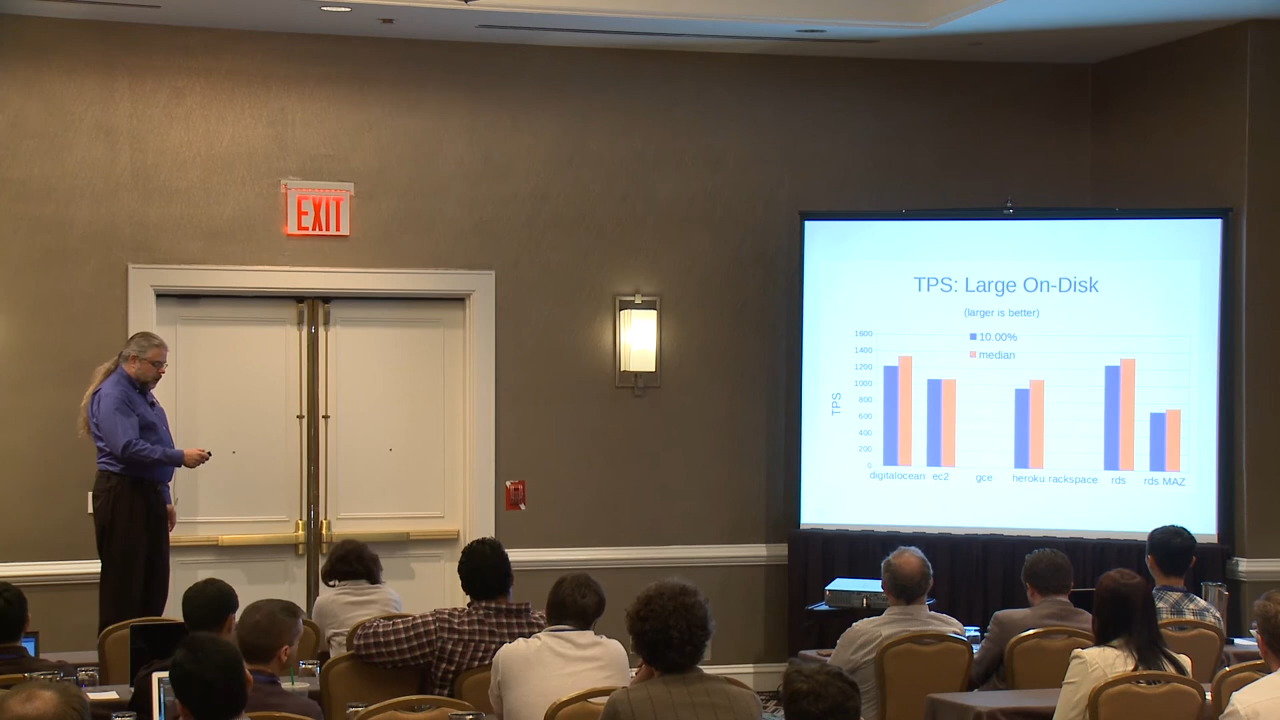 EXIT
TPS: Large On-Disk
(larger is better)
10.00%
median
1600
1400
1200
1000
800
600
400
200
0
TPS
digitalocean ec2 gce heroku rackspace rds rds MAZ